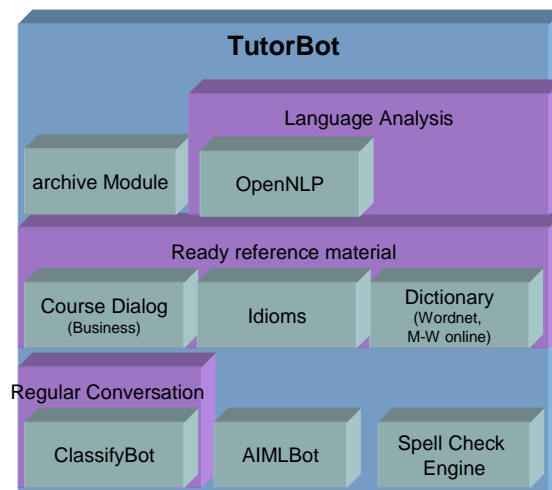 TutorBot
Language Analysis
archive Module
OpenNLP
Ready reference material
Course Dialog
(Business)
Idioms
Dictionary
(Wordnet,
M-W online)
Regular Conversation
ClassifyBot
AIMLBot
Spell Check
Engine